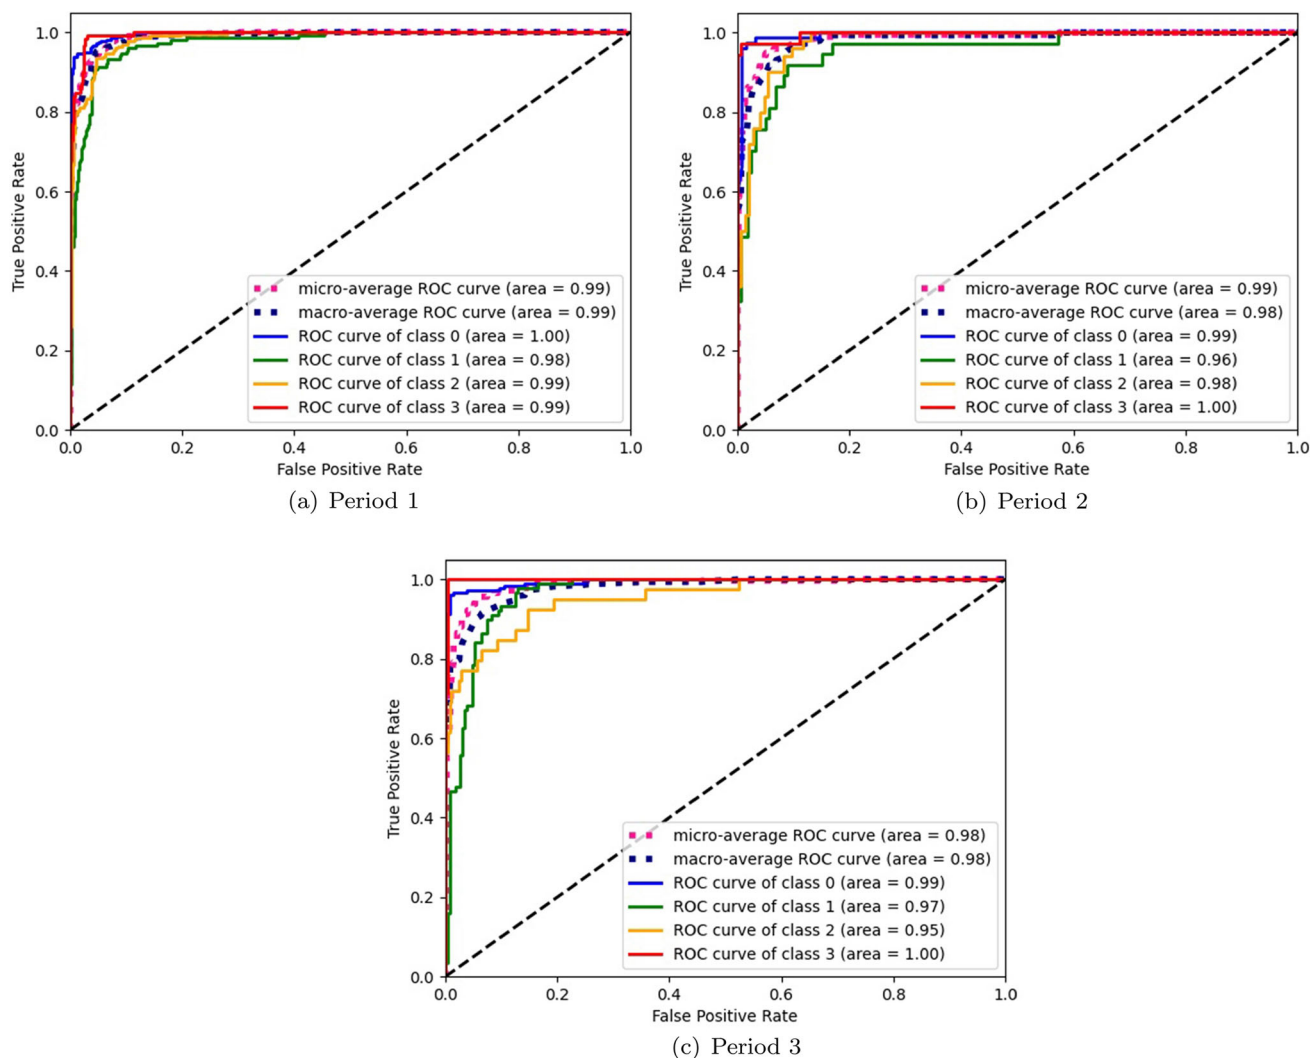 1.0
0.8
0.6
0.4
0.2
0.0
True Positive Rate
micro-average ROC curve (area = 0.99)
macro-average ROC curve (area = 0.99)
ROC curve of class 0 (area = 1.00)
ROC curve of class 1 (area = 0.98)
ROC curve of class 2 (area = 0.99)
ROC curve of class 3 (area = 0.99)
0.0 0.2 0.4 0.6 0.8 1.0
False Positive Rate
(a) Period 1
1.0
0.8
0.6
0.4
0.2
0.0
True Positive Rate
micro-average ROC curve (area = 0.99)
macro-average ROC curve (area = 0.98)
ROC curve of class 0 (area = 0.99)
ROC curve of class 1 (area = 0.96)
ROC curve of class 2 (area = 0.98)
ROC curve of class 3 (area = 1.00)
0.0 0.2 0.4 0.6 0.8 1.0
False Positive Rate
(b) Period 2
1.0
0.8
0.6
0.4
0.2
0.0
True Positive Rate
micro-average ROC curve (area = 0.98)
macro-average ROC curve (area = 0.98)
ROC curve of class 0 (area = 0.99)
ROC curve of class 1 (area = 0.97)
ROC curve of class 2 (area = 0.95)
ROC curve of class 3 (area = 1.00)
0.0 0.2 0.4 0.6 0.8 1.0
False Positive Rate
(c) Period 3